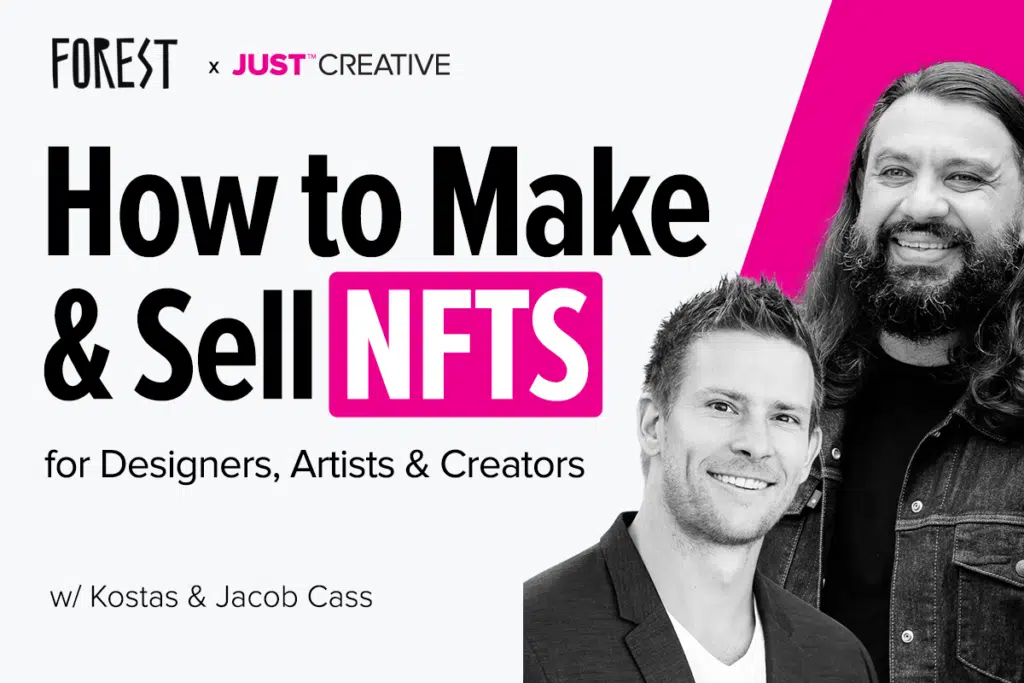 FOREST x JUST™CREATIVE
How to Make
& Sell NFTS
for Designers, Artists & Creators
w/ Kostas & Jacob Cass